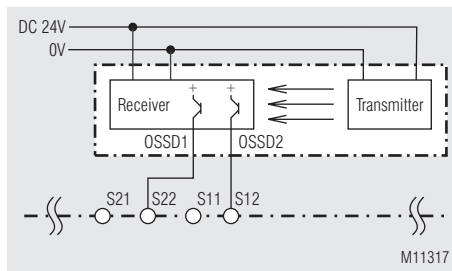 DC 24V
0V
Receiver
+ +
Transmitter
OSSD1 OSSD2
S21 S22 S11 S12
M11317